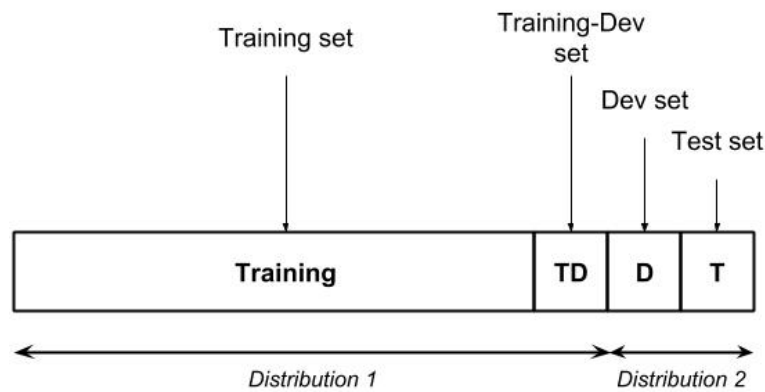 Training set
Training-Dev
set
Dev set
Test set
Training
TD
D
T
Distribution 1
Distribution 2